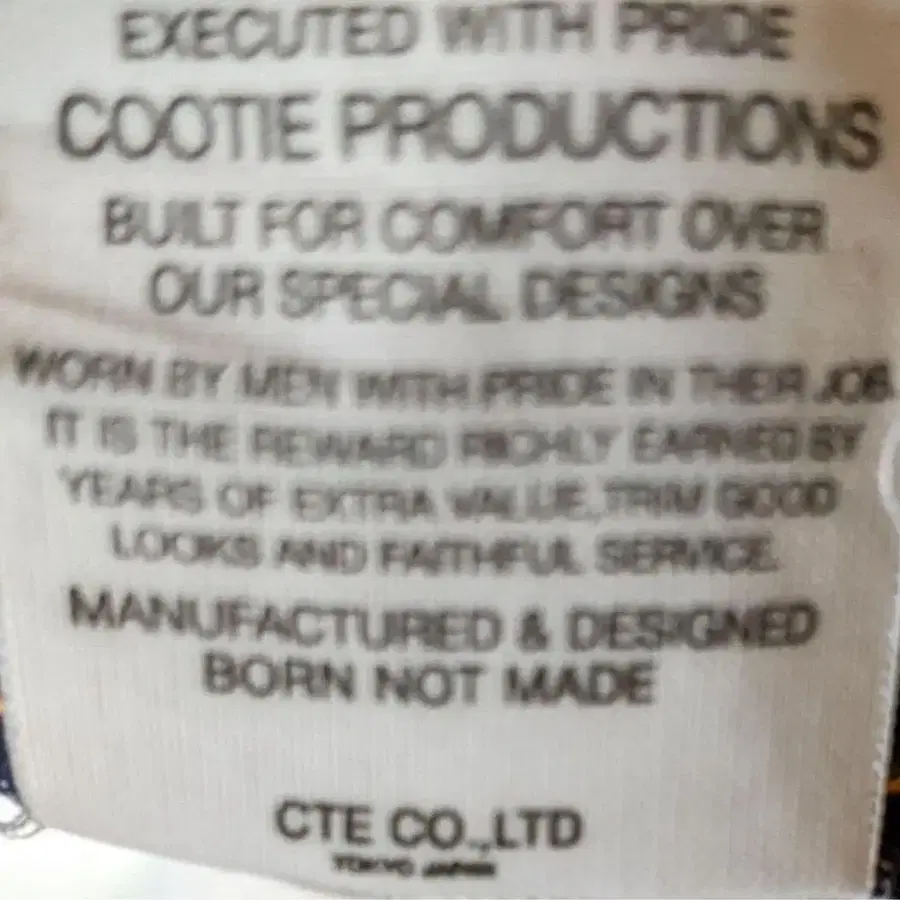 EXECUTED WITH PRIDE
COOTIE PRODUCTIONS
BUILT FOR COMFORT OVER
OUR SPECIAL DESIGNS
WORN BY MEN WITH PRIDE IN THEIR JOB.
IT IS THE REWARD RICHLY EARNED BY
YEARS OF EXTRA VALUE,TRIM GOOD
LOOKS AND FAITHFUL SERVICE.
MANUFACTURED & DESIGNED
BORN NOT MADE
CTE CO.,LTD
TOKYO JAPAN